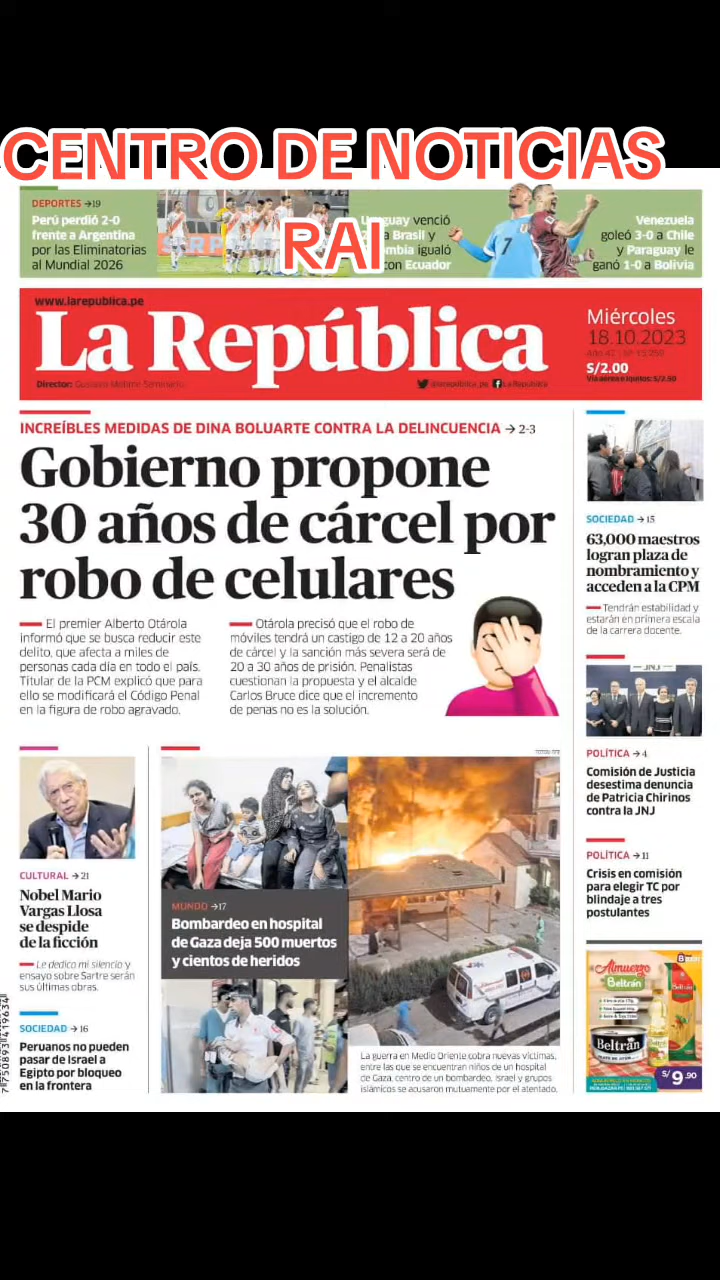 CENTRO DE NOTICIAS
RAI
DEPORTES →19
Perú perdió 2-0
frente a Argentina
por las Eliminatorias
al Mundial 2026
Uruguay venció
a Brasil y
igualó
con Ecuador
Venezuela
goleó 3-0 a Chile
y Paraguay le
ganó 1-0 a Bolivia
www.larepublica.pe
La República
Miércoles
18.10.2023
S/2.00
Vía aérea e Iquitos: S/2.50
Director: Gustavo Mohme Seminario
@larepublica_pe
La República
INCREÍBLES MEDIDAS DE DINA BOLUARTE CONTRA LA DELINCUENCIA → 2-3
Gobierno propone
30 años de cárcel por
robo de celulares
El premier Alberto Otárola
informó que se busca reducir este
delito, que afecta a miles de
personas cada día en todo el país.
Titular de la PCM explicó que para
ello se modificará el Código Penal
en la figura de robo agravado.
Otárola precisó que el robo de
móviles tendrá un castigo de 12 a 20 años
de cárcel y la sanción más severa será de
20 a 30 años de prisión. Penalistas
cuestionan la propuesta y el alcalde
Carlos Bruce dice que el incremento
de penas no es la solución.
SOCIEDAD → 15
63,000 maestros
logran plaza de
nombramiento y
acceden a la CPM
Tendrán estabilidad y
estarán en primera escala
de la carrera docente.
JNJ
POLÍTICA → 4
Comisión de Justicia
desestima denuncia
de Patricia Chirinos
contra la JNJ
POLÍTICA → 11
Crisis en comisión
para elegir TC por
blindaje a tres
postulantes
CULTURAL → 21
Nobel Mario
Vargas Llosa
se despide
de la ficción
Le dedico mi silencio y
ensayo sobre Sartre serán
sus últimas obras.
SOCIEDAD → 16
Peruanos no pueden
pasar de Israel a
Egipto por bloqueo
en la frontera
MUNDO →17
Bombardeo en hospital
de Gaza deja 500 muertos
y cientos de heridos
La guerra en Medio Oriente cobra nuevas víctimas,
entre las que se encuentran niños de un hospital
de Gaza, centro de un bombardeo. Israel y grupos
islámicos se acusaron mutuamente por el atentado.
Almuerzo
Beltrán
Beltrán
Beltrán
S/ 9.90
7 750893 419634